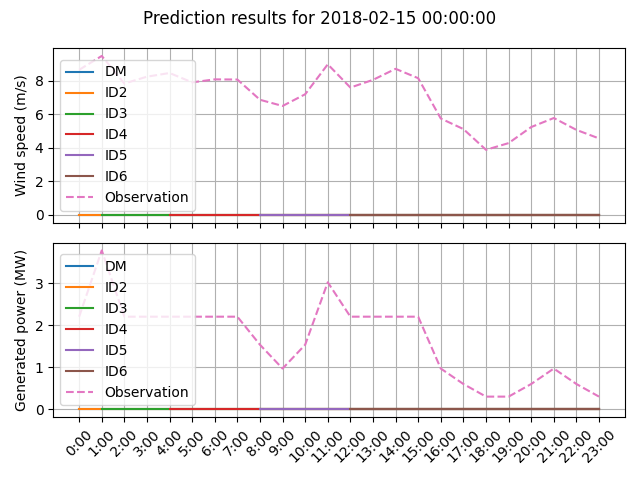 Prediction results for 2018-02-15 00:00:00
Wind speed (m/s)
8
6
4
2
0
DM
ID2
ID3
ID4
ID5
ID6
Observation
Generated power (MW)
3
2
1
0
DM
ID2
ID3
ID4
ID5
ID6
Observation
0:00 1:00 2:00 3:00 4:00 5:00 6:00 7:00 8:00 9:00 10:00 11:00 12:00 13:00 14:00 15:00 16:00 17:00 18:00 19:00 20:00 21:00 22:00 23:00